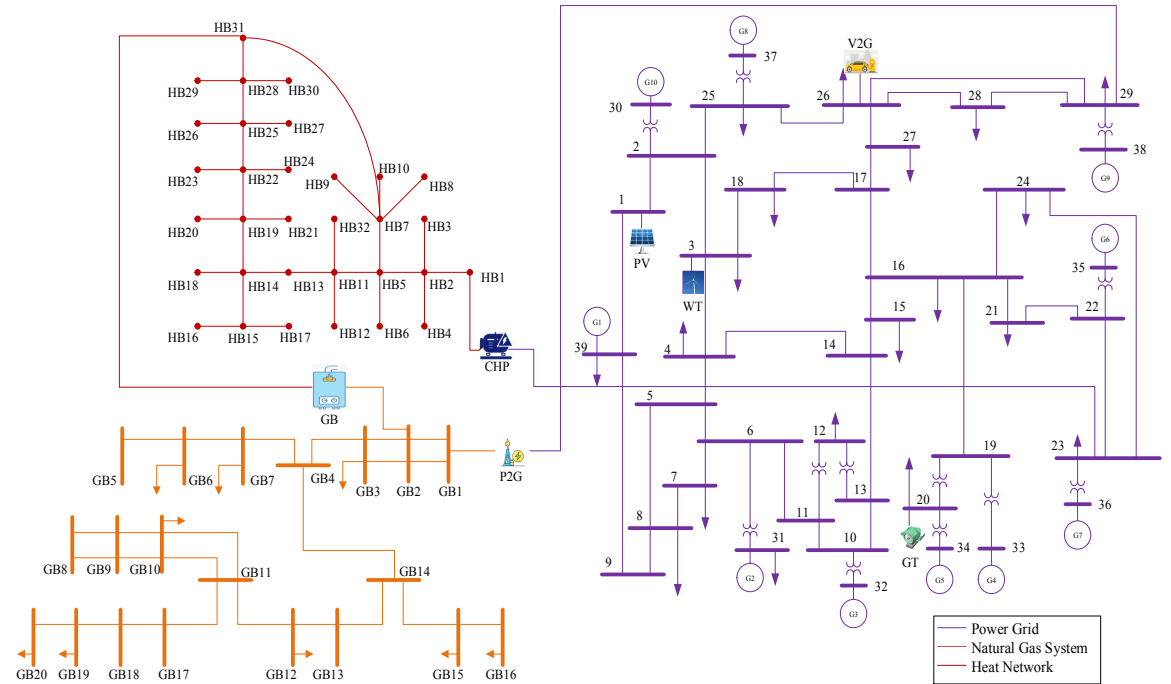 HB31
HB29
HB28
HB30
HB26
HB25
HB27
HB24
HB23
HB22
HB9
HB10
HB8
HB20
HB19
HB21
HB32
HB7
HB3
HB18
HB14
HB13
HB11
HB5
HB2
HB1
HB16
HB15
HB17
HB12
HB6
HB4
CHP
GB
P2G
GB5
GB6
GB7
GB4
GB3
GB2
GB1
GB8
GB9
GB10
GB11
GB14
GB20
GB19
GB18
GB17
GB12
GB13
GB15
GB16
G8
37
V2G
G10
30
25
26
28
29
2
27
38
G9
18
17
24
1
PV
3
WT
G6
35
16
15
21
22
G1
39
4
14
5
6
12
19
23
7
13
20
36
8
11
10
G7
9
31
GT
34
33
G2
32
G5
G4
G3
Power Grid
Natural Gas System
Heat Network